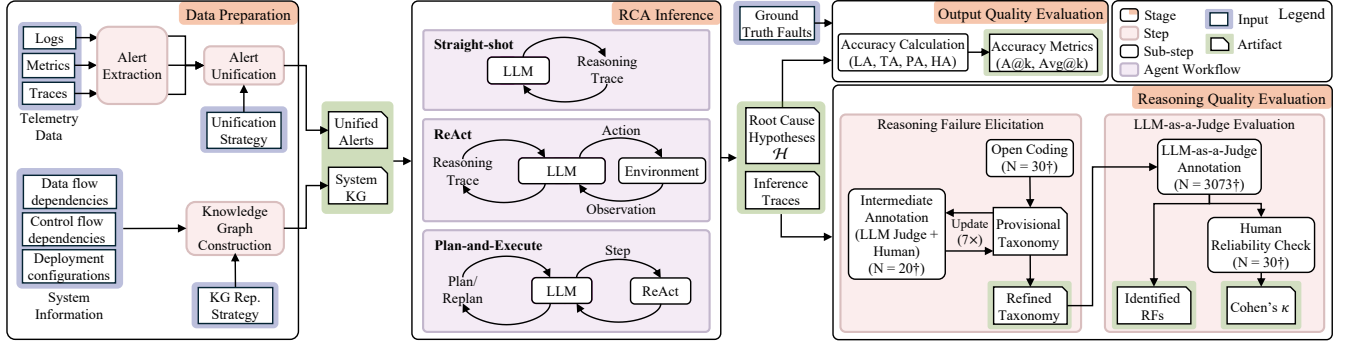 Data Preparation
Logs
Metrics
Traces
Telemetry
Data
Alert
Extraction
Alert
Unification
Unification
Strategy
Data flow
dependencies
Control flow
dependencies
Deployment
configurations
System
Information
Knowledge
Graph
Construction
KG Rep.
Strategy
Unified
Alerts
System
KG
RCA Inference
Straight-shot
LLM
Reasoning
Trace
ReAct
Reasoning
Trace
LLM
Action
Environment
Observation
Plan-and-Execute
Plan/
Replan
LLM
Step
ReAct
Ground
Truth Faults
Root Cause
Hypotheses
ℋ
Inference
Traces
Output Quality Evaluation
Accuracy Calculation
(LA, TA, PA, HA)
Accuracy Metrics
(A@k, Avg@k)
Legend
Stage
Step
Sub-step
Agent Workflow
Input
Artifact
Reasoning Quality Evaluation
Reasoning Failure Elicitation
Open Coding
(N = 30†)
Intermediate
Annotation
(LLM Judge +
Human)
(N = 20†)
Update
(7×)
Provisional
Taxonomy
Refined
Taxonomy
LLM-as-a-Judge Evaluation
LLM-as-a-Judge
Annotation
(N = 3073†)
Human
Reliability Check
(N = 30†)
Identified
RFs
Cohen's κ